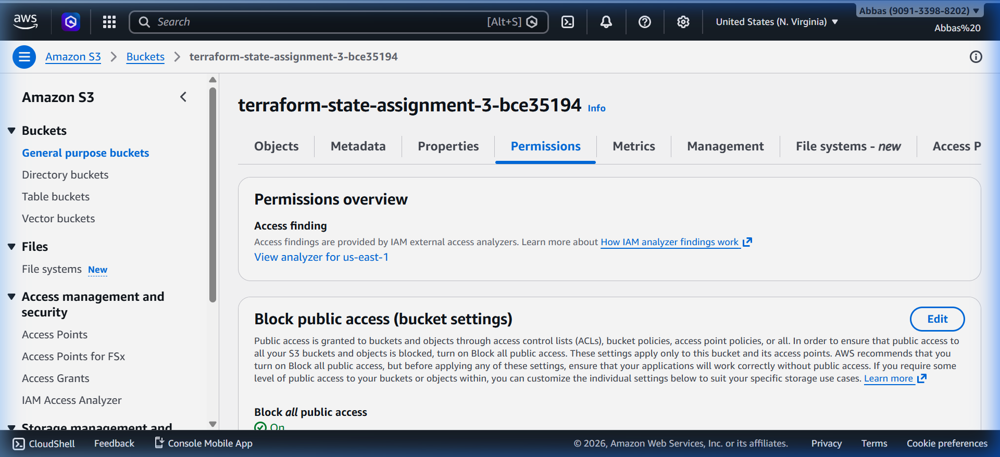 aws
Search
[Alt+S]
United States (N. Virginia)
Abbas (9091-3398-8202)
Abbas%20
Amazon S3
Buckets
terraform-state-assignment-3-bce35194
Amazon S3
Buckets
General purpose buckets
Directory buckets
Table buckets
Vector buckets
Files
File systems New
Access management and
security
Access Points
Access Points for FSx
Access Grants
IAM Access Analyzer
Storage management and
terraform-state-assignment-3-bce35194 Info
Objects
Metadata
Properties
Permissions
Metrics
Management
File systems - new
Access P
Permissions overview
Access finding
Access findings are provided by IAM external access analyzers. Learn more about How IAM analyzer findings work
View analyzer for us-east-1
Block public access (bucket settings)
Edit
Public access is granted to buckets and objects through access control lists (ACLs), bucket policies, access point policies, or all. In order to ensure that public access to
all your S3 buckets and objects is blocked, turn on Block all public access. These settings apply only to this bucket and its access points. AWS recommends that you
turn on Block all public access, but before applying any of these settings, ensure that your applications will work correctly without public access. If you require some
level of public access to your buckets or objects within, you can customize the individual settings below to suit your specific storage use cases. Learn more
Block all public access
On
CloudShell
Feedback
Console Mobile App
© 2026, Amazon Web Services, Inc. or its affiliates.
Privacy
Terms
Cookie preferences